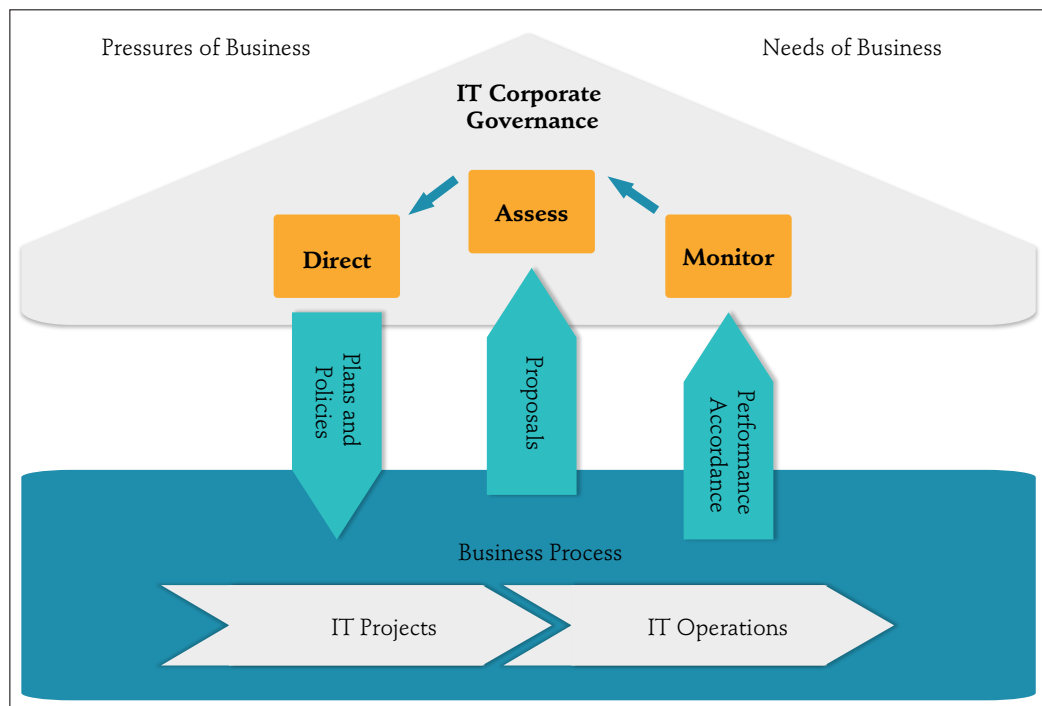 Pressures of Business
Needs of Business
IT Corporate
Governance
Direct
Assess
Monitor
Plans and
Policies
Proposals
Performance
Accordance
Business Process
IT Projects
IT Operations